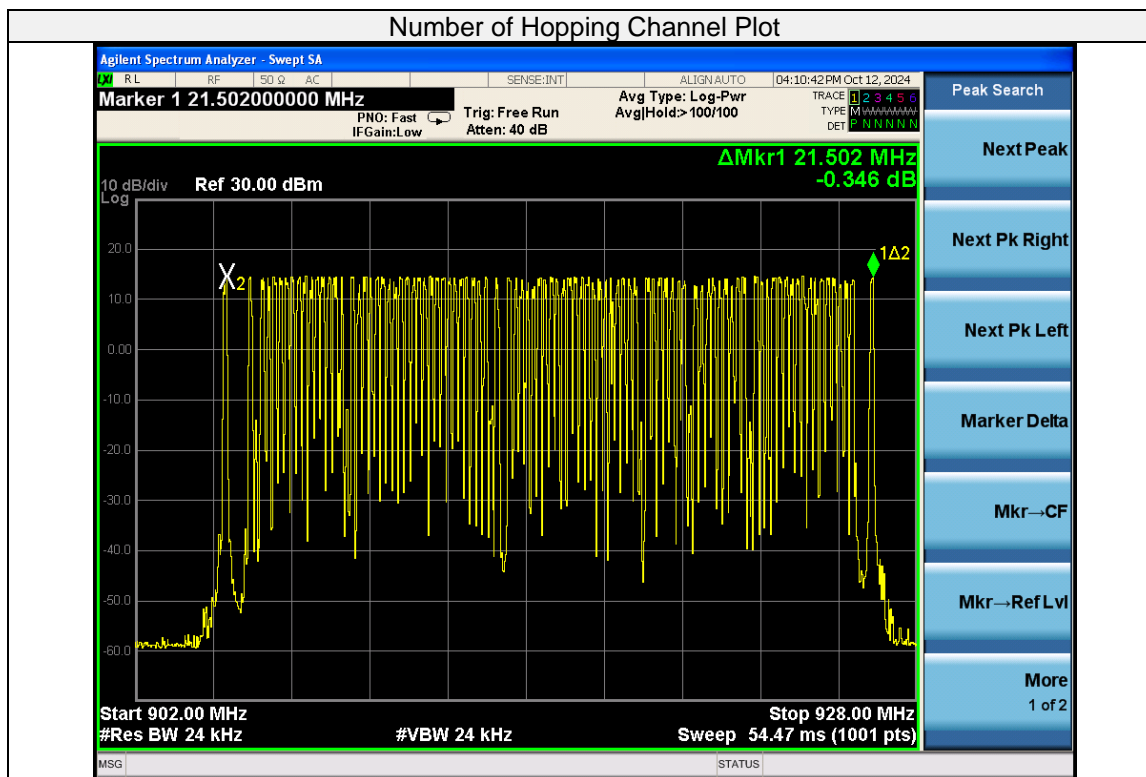 Number of Hopping Channel Plot
Agilent Spectrum Analyzer - Swept SA
LXI RL RF 50 Ω AC SENSE:INT ALIGN AUTO 04:10:42 PM Oct 12, 2024
Marker 1 21.502000000 MHz
PNO: Fast
IFGain:Low
Trig: Free Run
Atten: 40 dB
Avg Type: Log-Pwr
Avg|Hold:>100/100
TRACE 1 2 3 4 5 6
TYPE M WWWWW
DET P N N N N N
ΔMkr1 21.502 MHz
-0.346 dB
10 dB/div Ref 30.00 dBm
Log
20.0
10.0
0.00
-10.0
-20.0
-30.0
-40.0
-50.0
-60.0
X2
1Δ2
Start 902.00 MHz Stop 928.00 MHz
#Res BW 24 kHz #VBW 24 kHz Sweep 54.47 ms (1001 pts)
MSG STATUS
Peak Search
Next Peak
Next Pk Right
Next Pk Left
Marker Delta
Mkr→CF
Mkr→Ref Lvl
More
1 of 2